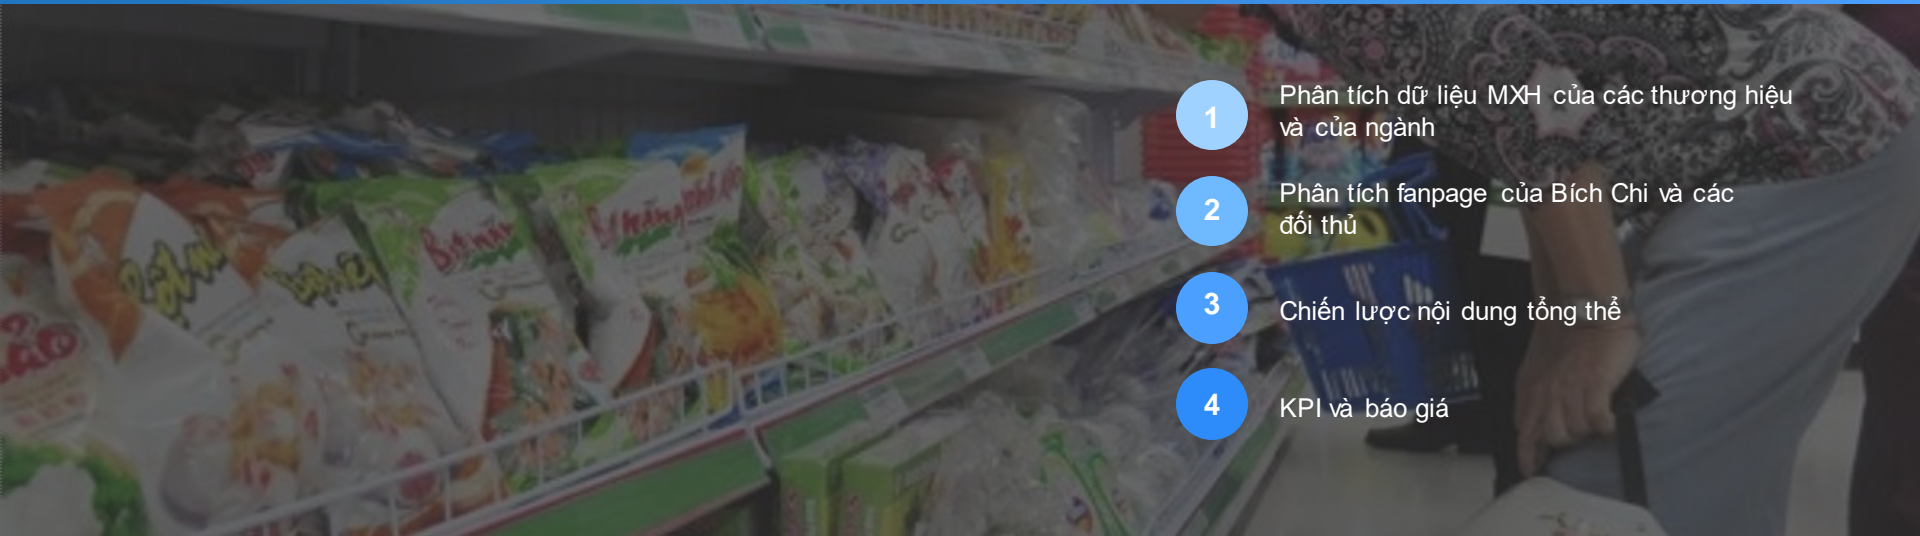 1
Phân tích dữ liệu MXH của các thương hiệu
và của ngành
2
Phân tích fanpage của Bích Chi và các
đối thủ
3
Chiến lược nội dung tổng thể
4
KPI và báo giá